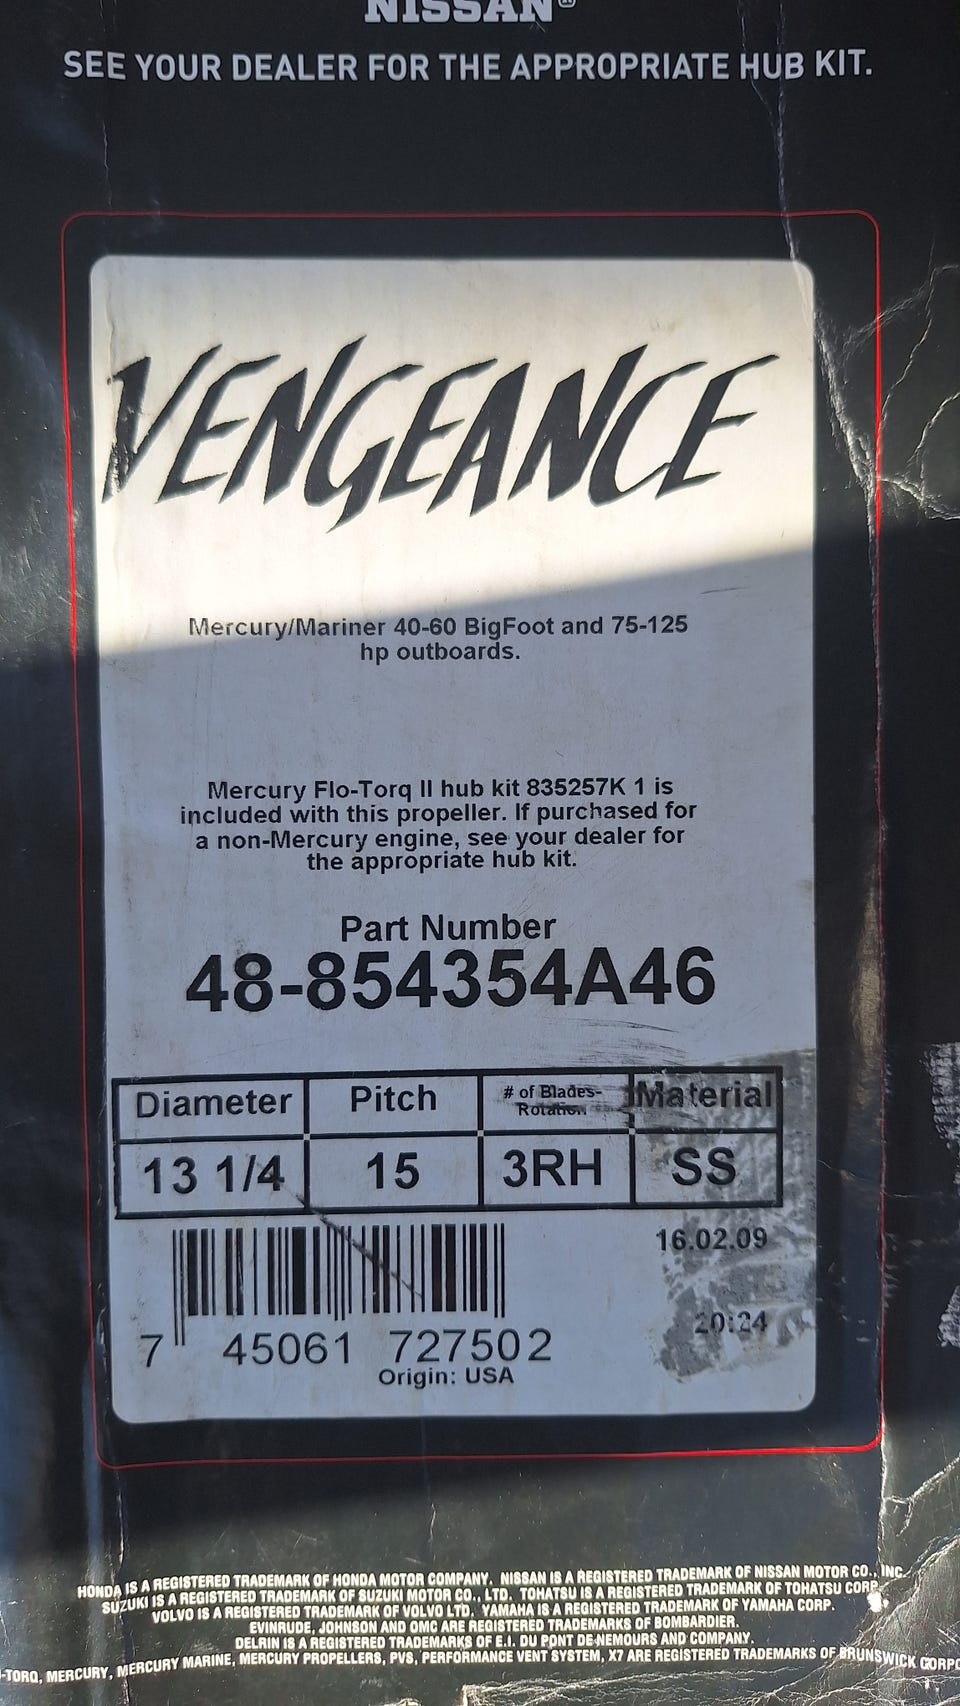 NISSAN®
SEE YOUR DEALER FOR THE APPROPRIATE HUB KIT.
VENGEANCE
Mercury/Mariner 40-60 BigFoot and 75-125
hp outboards.
Mercury Flo-Torq II hub kit 835257K 1 is
included with this propeller. If purchased for
a non-Mercury engine, see your dealer for
the appropriate hub kit.
Part Number
48-854354A46
Diameter Pitch # of Blades- Material
Rotation
13 1/4 15 3RH SS
16.02.09
20:24
7 45061 727502
Origin: USA
HONDA IS A REGISTERED TRADEMARK OF HONDA MOTOR COMPANY. NISSAN IS A REGISTERED TRADEMARK OF NISSAN MOTOR CO., INC.
SUZUKI IS A REGISTERED TRADEMARK OF SUZUKI MOTOR CO., LTD. TOHATSU IS A REGISTERED TRADEMARK OF TOHATSU CORP.
VOLVO IS A REGISTERED TRADEMARK OF VOLVO LTD. YAMAHA IS A REGISTERED TRADEMARK OF YAMAHA CORP.
EVINRUDE, JOHNSON AND OMC ARE REGISTERED TRADEMARKS OF BOMBARDIER.
DELRIN IS A REGISTERED TRADEMARKS OF E.I. DU PONT DE NEMOURS AND COMPANY.
-TORQ, MERCURY, MERCURY MARINE, MERCURY PROPELLERS, PVS, PERFORMANCE VENT SYSTEM, X7 ARE REGISTERED TRADEMARKS OF BRUNSWICK CORPO